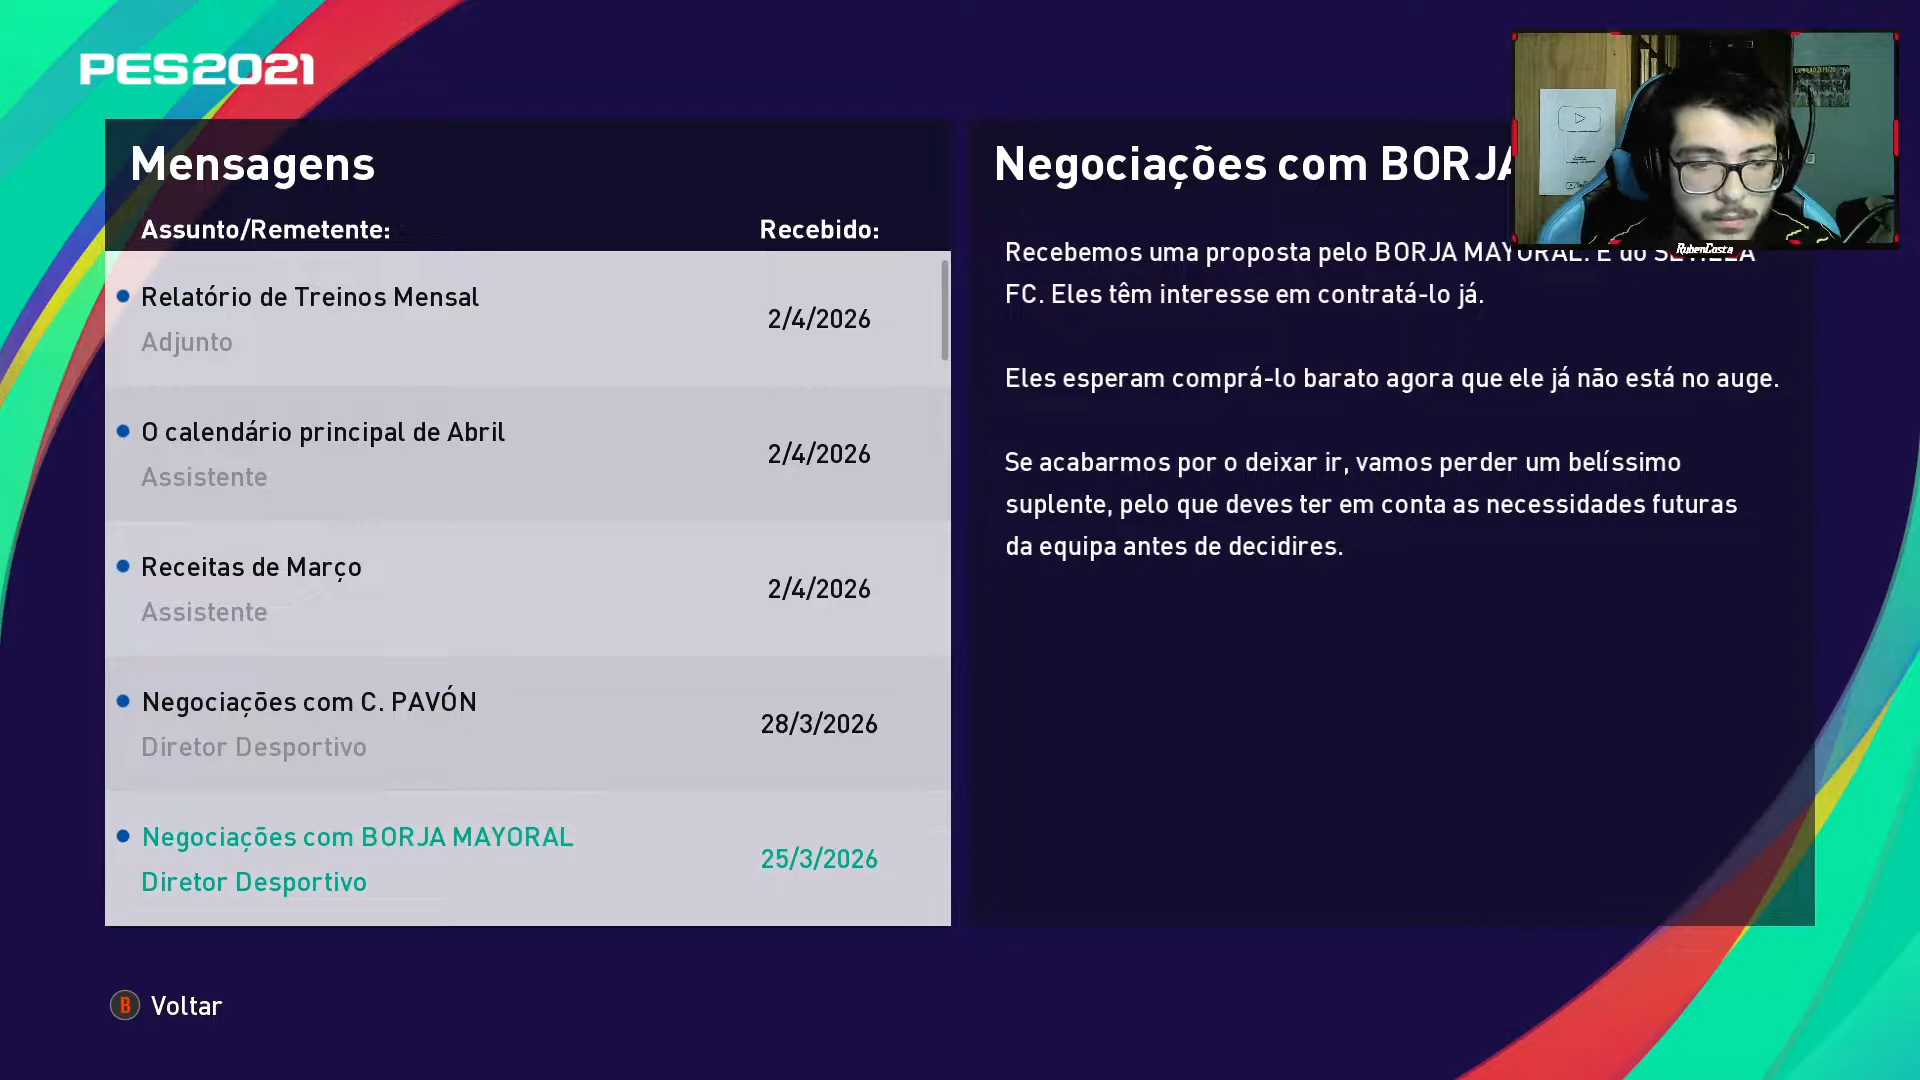 PES2021
Mensagens
Assunto/Remetente:
Recebido:
Relatório de Treinos Mensal
Adjunto
2/4/2026
O calendário principal de Abril
Assistente
2/4/2026
Receitas de Março
Assistente
2/4/2026
Negociações com C. PAVÓN
Diretor Desportivo
28/3/2026
Negociações com BORJA MAYORAL
Diretor Desportivo
25/3/2026
Negociações com BORJA
Recebemos uma proposta pelo BORJA MAYORAL. É do SEVILLA
FC. Eles têm interesse em contratá-lo já.
Eles esperam comprá-lo barato agora que ele já não está no auge.
Se acabarmos por o deixar ir, vamos perder um belíssimo
suplente, pelo que deves ter em conta as necessidades futuras
da equipa antes de decidires.
RubenCosta
B Voltar